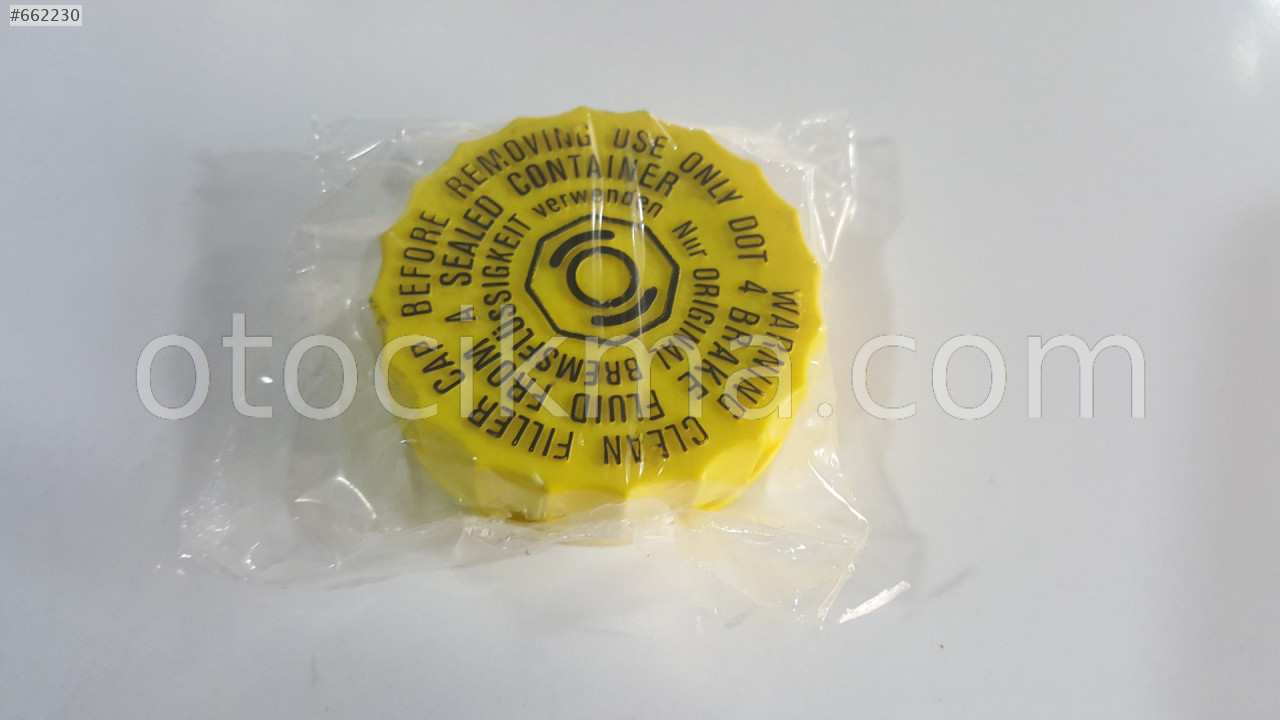 #662230
WARNING CLEAN FILLER CAP BEFORE REMOVING USE ONLY DOT
4 BRAKE FLUID FROM A SEALED CONTAINER
Nur ORIGINAL BREMSFLÜSSIGKEIT verwenden
otocikma.com